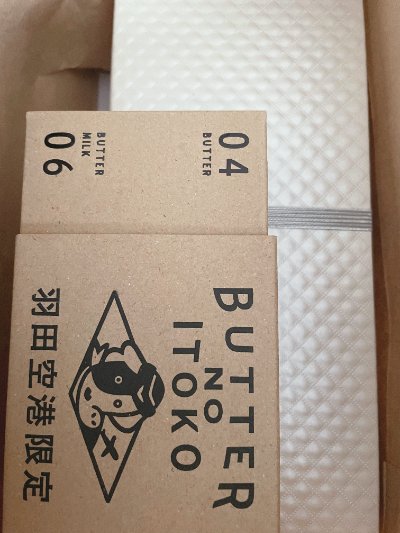 04
BUTTER
BUTTER
MILK
06
BUTTER
NO
ITOKO
羽田空港限定